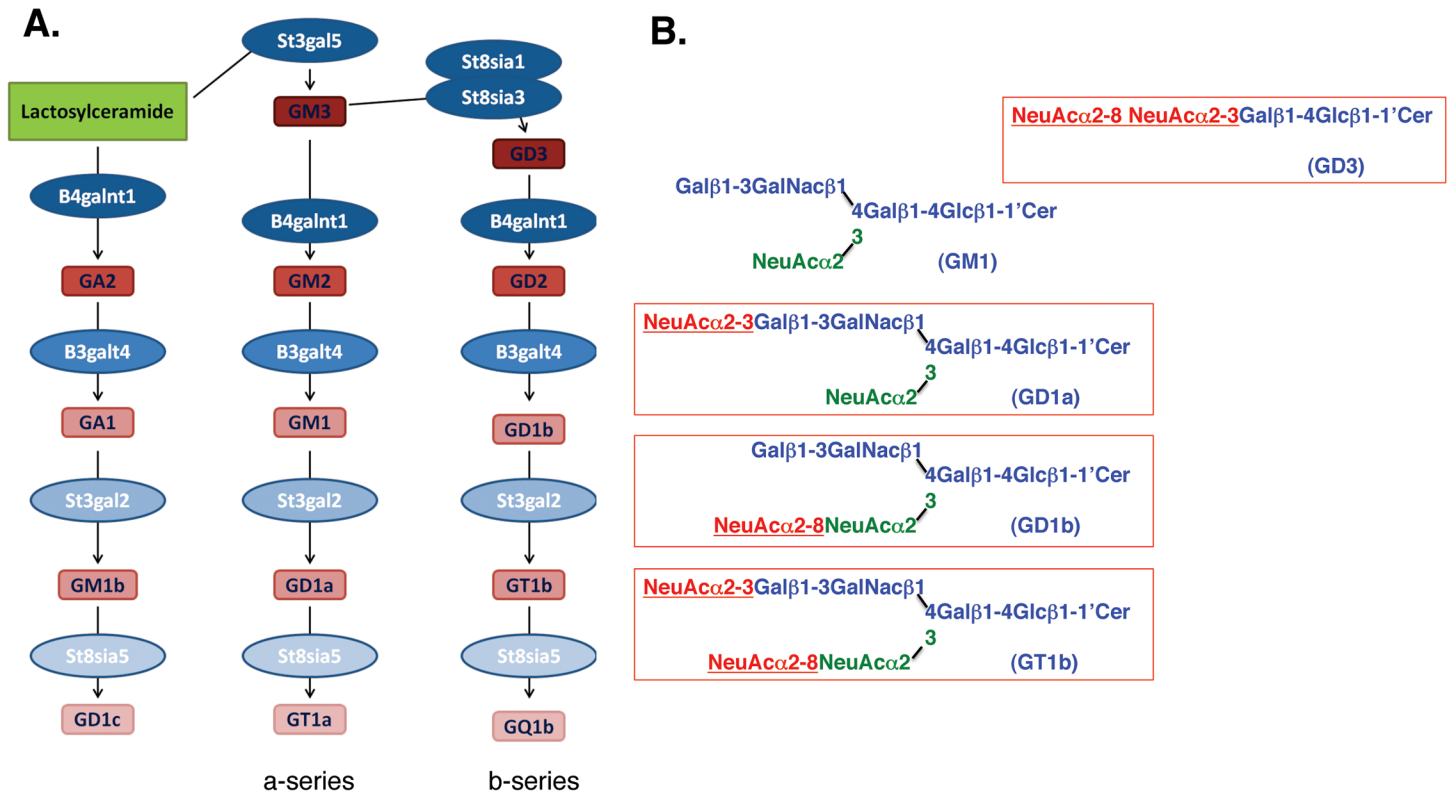 A.
St3gal5
St8sia1
St8sia3
Lactosylceramide
GM3
GD3
B4galnt1
B4galnt1
B4galnt1
GA2
GM2
GD2
B3galt4
B3galt4
B3galt4
GA1
GM1
GD1b
St3gal2
St3gal2
St3gal2
GM1b
GD1a
GT1b
St8sia5
St8sia5
St8sia5
GD1c
GT1a
GQ1b
a-series
b-series
B.
NeuAcα2-8 NeuAcα2-3Galβ1-4Glcβ1-1’Cer
(GD3)
Galβ1-3GalNacβ1
4Galβ1-4Glcβ1-1’Cer
3
NeuAcα2
(GM1)
NeuAcα2-3Galβ1-3GalNacβ1
4Galβ1-4Glcβ1-1’Cer
3
NeuAcα2
(GD1a)
Galβ1-3GalNacβ1
4Galβ1-4Glcβ1-1’Cer
3
NeuAcα2-8NeuAcα2
(GD1b)
NeuAcα2-3Galβ1-3GalNacβ1
4Galβ1-4Glcβ1-1’Cer
3
NeuAcα2-8NeuAcα2
(GT1b)